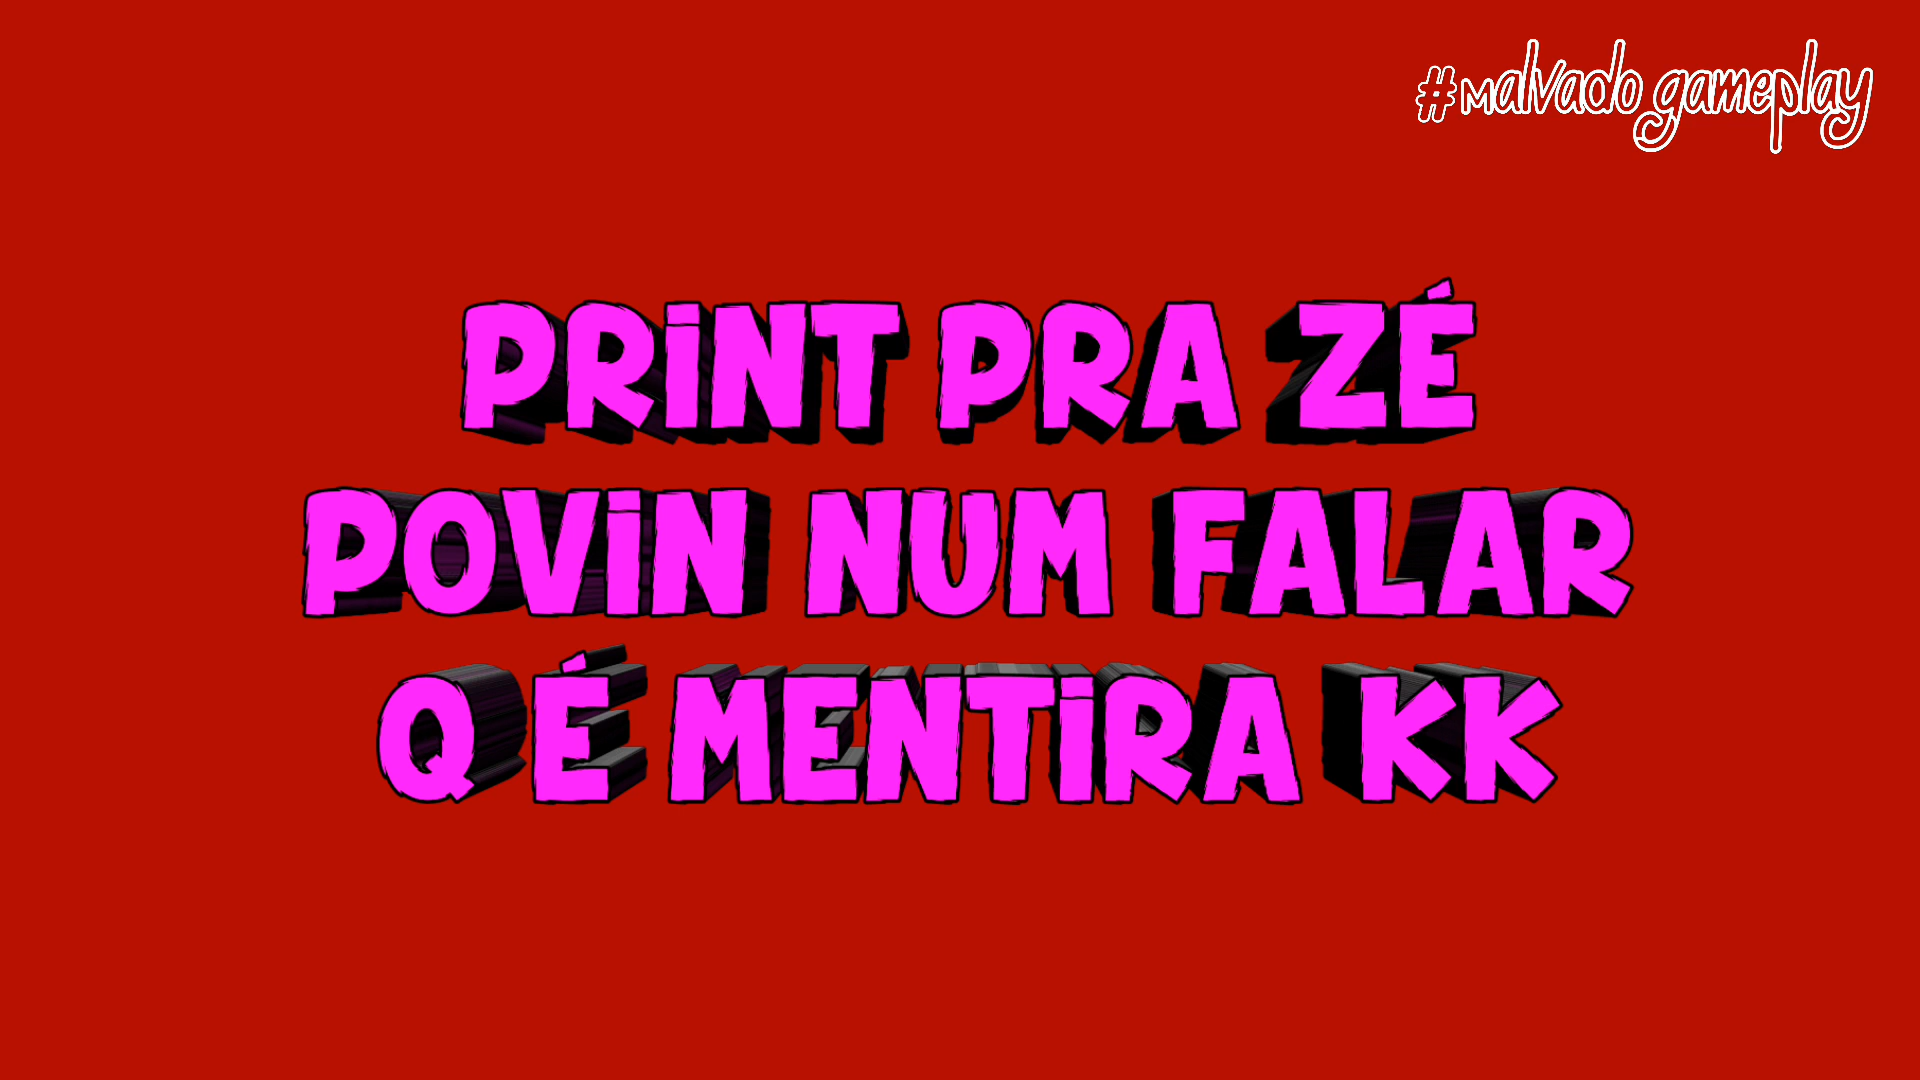 #malvado gameplay
PRiNT PRA ZÉ
POViN NUM FALAR
Q É MENTiRA KK